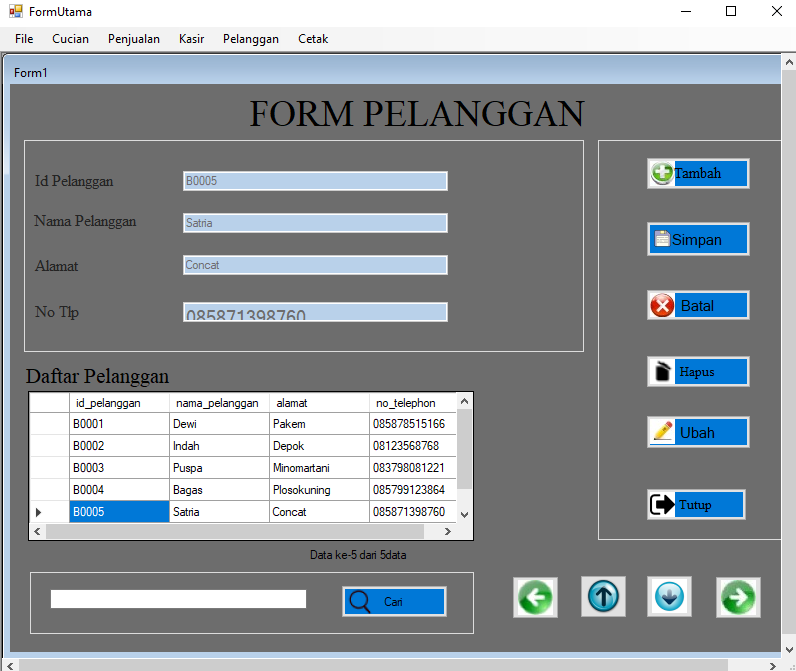 FormUtama
File Cucian Penjualan Kasir Pelanggan Cetak
Form1
FORM PELANGGAN
Id Pelanggan B0005
Nama Pelanggan Satria
Alamat Concat
No Tlp 085871398760
Tambah
Simpan
Batal
Hapus
Ubah
Tutup
Daftar Pelanggan
id_pelanggan nama_pelanggan alamat no_telephon
B0001 Dewi Pakem 085878515166
B0002 Indah Depok 08123568768
B0003 Puspa Minomartani 083798081221
B0004 Bagas Plosokuning 085799123864
B0005 Satria Concat 085871398760
Data ke-5 dari 5data
Cari